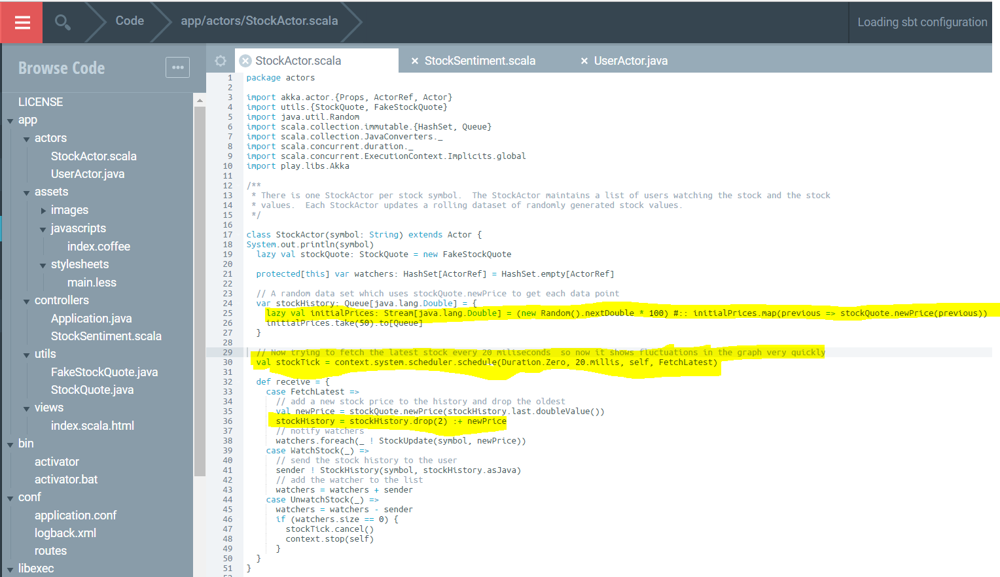 Code
app/actors/StockActor.scala
Loading sbt configuration
Browse Code
StockActor.scala
StockSentiment.scala
UserActor.java
LICENSE
app
actors
StockActor.scala
UserActor.java
assets
images
javascripts
index.coffee
stylesheets
main.less
controllers
Application.java
StockSentiment.scala
utils
FakeStockQuote.java
StockQuote.java
views
index.scala.html
bin
activator
activator.bat
conf
application.conf
logback.xml
routes
libexec
1 package actors
2
3 import akka.actor.{Props, ActorRef, Actor}
4 import utils.{StockQuote, FakeStockQuote}
5 import java.util.Random
6 import scala.collection.immutable.{HashSet, Queue}
7 import scala.collection.JavaConverters._
8 import scala.concurrent.duration._
9 import scala.concurrent.ExecutionContext.Implicits.global
10 import play.libs.Akka
11
12 /**
13 * There is one StockActor per stock symbol.  The StockActor maintains a list of users watching the stock and the stock
14 * values.  Each StockActor updates a rolling dataset of randomly generated stock values.
15 */
16
17 class StockActor(symbol: String) extends Actor {
18 System.out.println(symbol)
19 lazy val stockQuote: StockQuote = new FakeStockQuote
20
21 protected[this] var watchers: HashSet[ActorRef] = HashSet.empty[ActorRef]
22
23 // A random data set which uses stockQuote.newPrice to get each data point
24 var stockHistory: Queue[java.lang.Double] = {
25 lazy val initialPrices: Stream[java.lang.Double] = (new Random().nextDouble * 100) #:: initialPrices.map(previous => stockQuote.newPrice(previous))
26 initialPrices.take(50).to[Queue]
27 }
28
29 // Now trying to fetch the latest stock every 20 miliseconds  so now it shows fluctuations in the graph very quickly
30 val stockTick = context.system.scheduler.schedule(Duration.Zero, 20.millis, self, FetchLatest)
31
32 def receive = {
33 case FetchLatest =>
34 // add a new stock price to the history and drop the oldest
35 val newPrice = stockQuote.newPrice(stockHistory.last.doubleValue())
36 stockHistory = stockHistory.drop(2) :+ newPrice
37 // notify watchers
38 watchers.foreach(_ ! StockUpdate(symbol, newPrice))
39 case WatchStock(_) =>
40 // send the stock history to the user
41 sender ! StockHistory(symbol, stockHistory.asJava)
42 // add the watcher to the list
43 watchers = watchers + sender
44 case UnwatchStock(_) =>
45 watchers = watchers - sender
46 if (watchers.size == 0) {
47 stockTick.cancel()
48 context.stop(self)
49 }
50 }
51 }